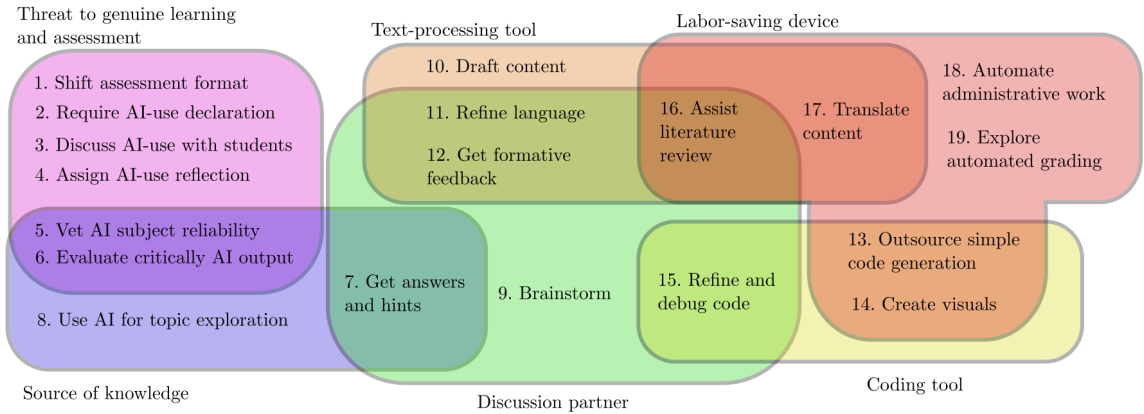 Threat to genuine learning
and assessment
1. Shift assessment format
2. Require AI-use declaration
3. Discuss AI-use with students
4. Assign AI-use reflection
5. Vet AI subject reliability
6. Evaluate critically AI output
8. Use AI for topic exploration
Source of knowledge
7. Get answers
and hints
Text-processing tool
10. Draft content
11. Refine language
12. Get formative
feedback
9. Brainstorm
Discussion partner
Labor-saving device
16. Assist
literature
review
17. Translate
content
18. Automate
administrative work
19. Explore
automated grading
13. Outsource simple
code generation
14. Create visuals
15. Refine and
debug code
Coding tool